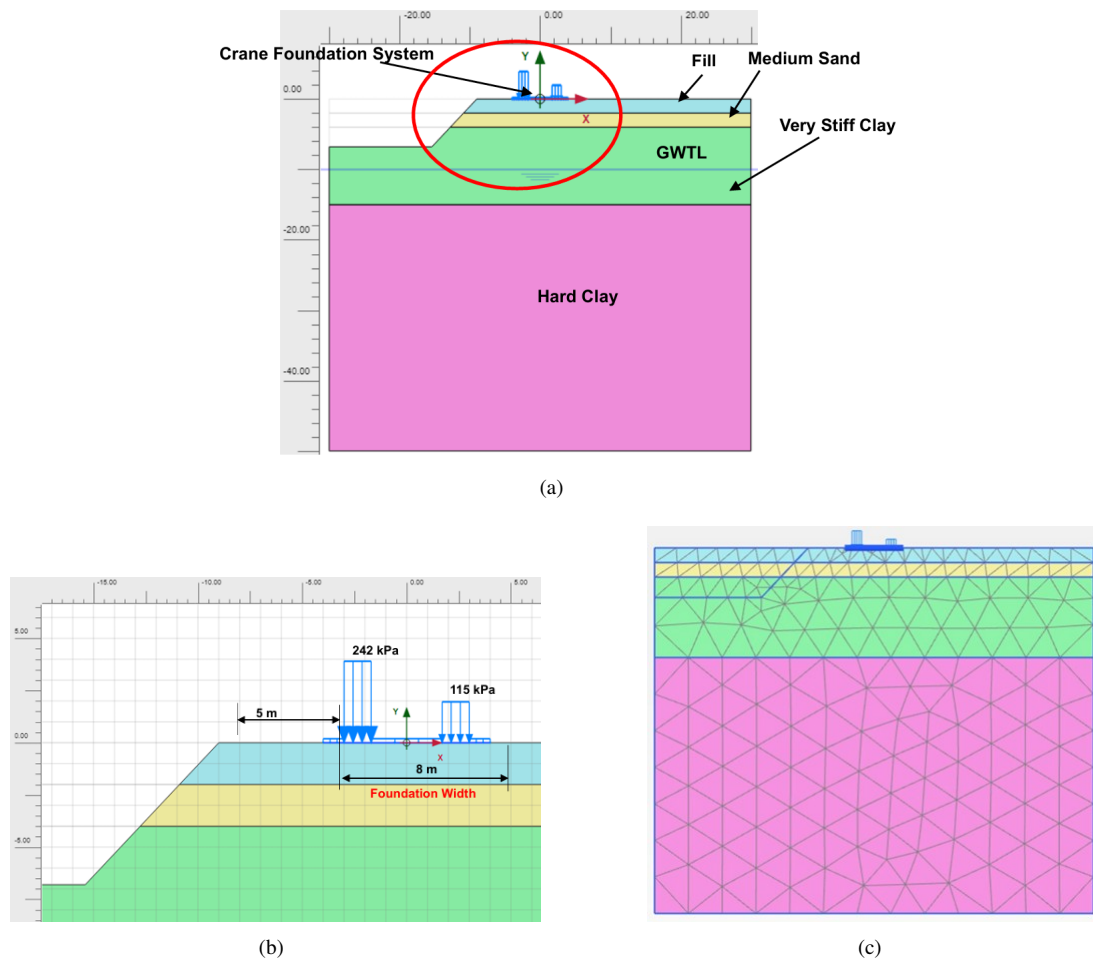 -20.00 0.00 20.00
Crane Foundation System
Y
Fill
Medium Sand
0.00
X
Very Stiff Clay
GWTL
-20.00
Hard Clay
-40.00
(a)
-15.00 -10.00 -5.00 0.00 5.00
5.00
242 kPa
115 kPa
5 m
Y
0.00
X
8 m
Foundation Width
-5.00
(b)
(c)